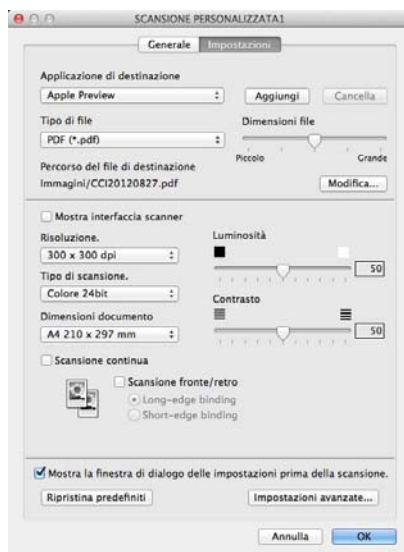 SCANSIONE PERSONALIZZATA1
Generale Impostazioni
Applicazione di destinazione
Apple Preview Aggiungi Cancella
Tipo di file Dimensioni file
PDF (*.pdf)
Piccolo Grande
Percorso del file di destinazione
Immagini/CCI20120827.pdf Modifica...
Mostra interfaccia scanner
Risoluzione. Luminosità
300 x 300 dpi 50
Tipo di scansione.
Colore 24bit Contrasto
Dimensioni documento
A4 210 x 297 mm 50
Scansione continua
Scansione fronte/retro
Long-edge binding
Short-edge binding
Mostra la finestra di dialogo delle impostazioni prima della scansione.
Ripristina predefiniti Impostazioni avanzate...
Annulla OK